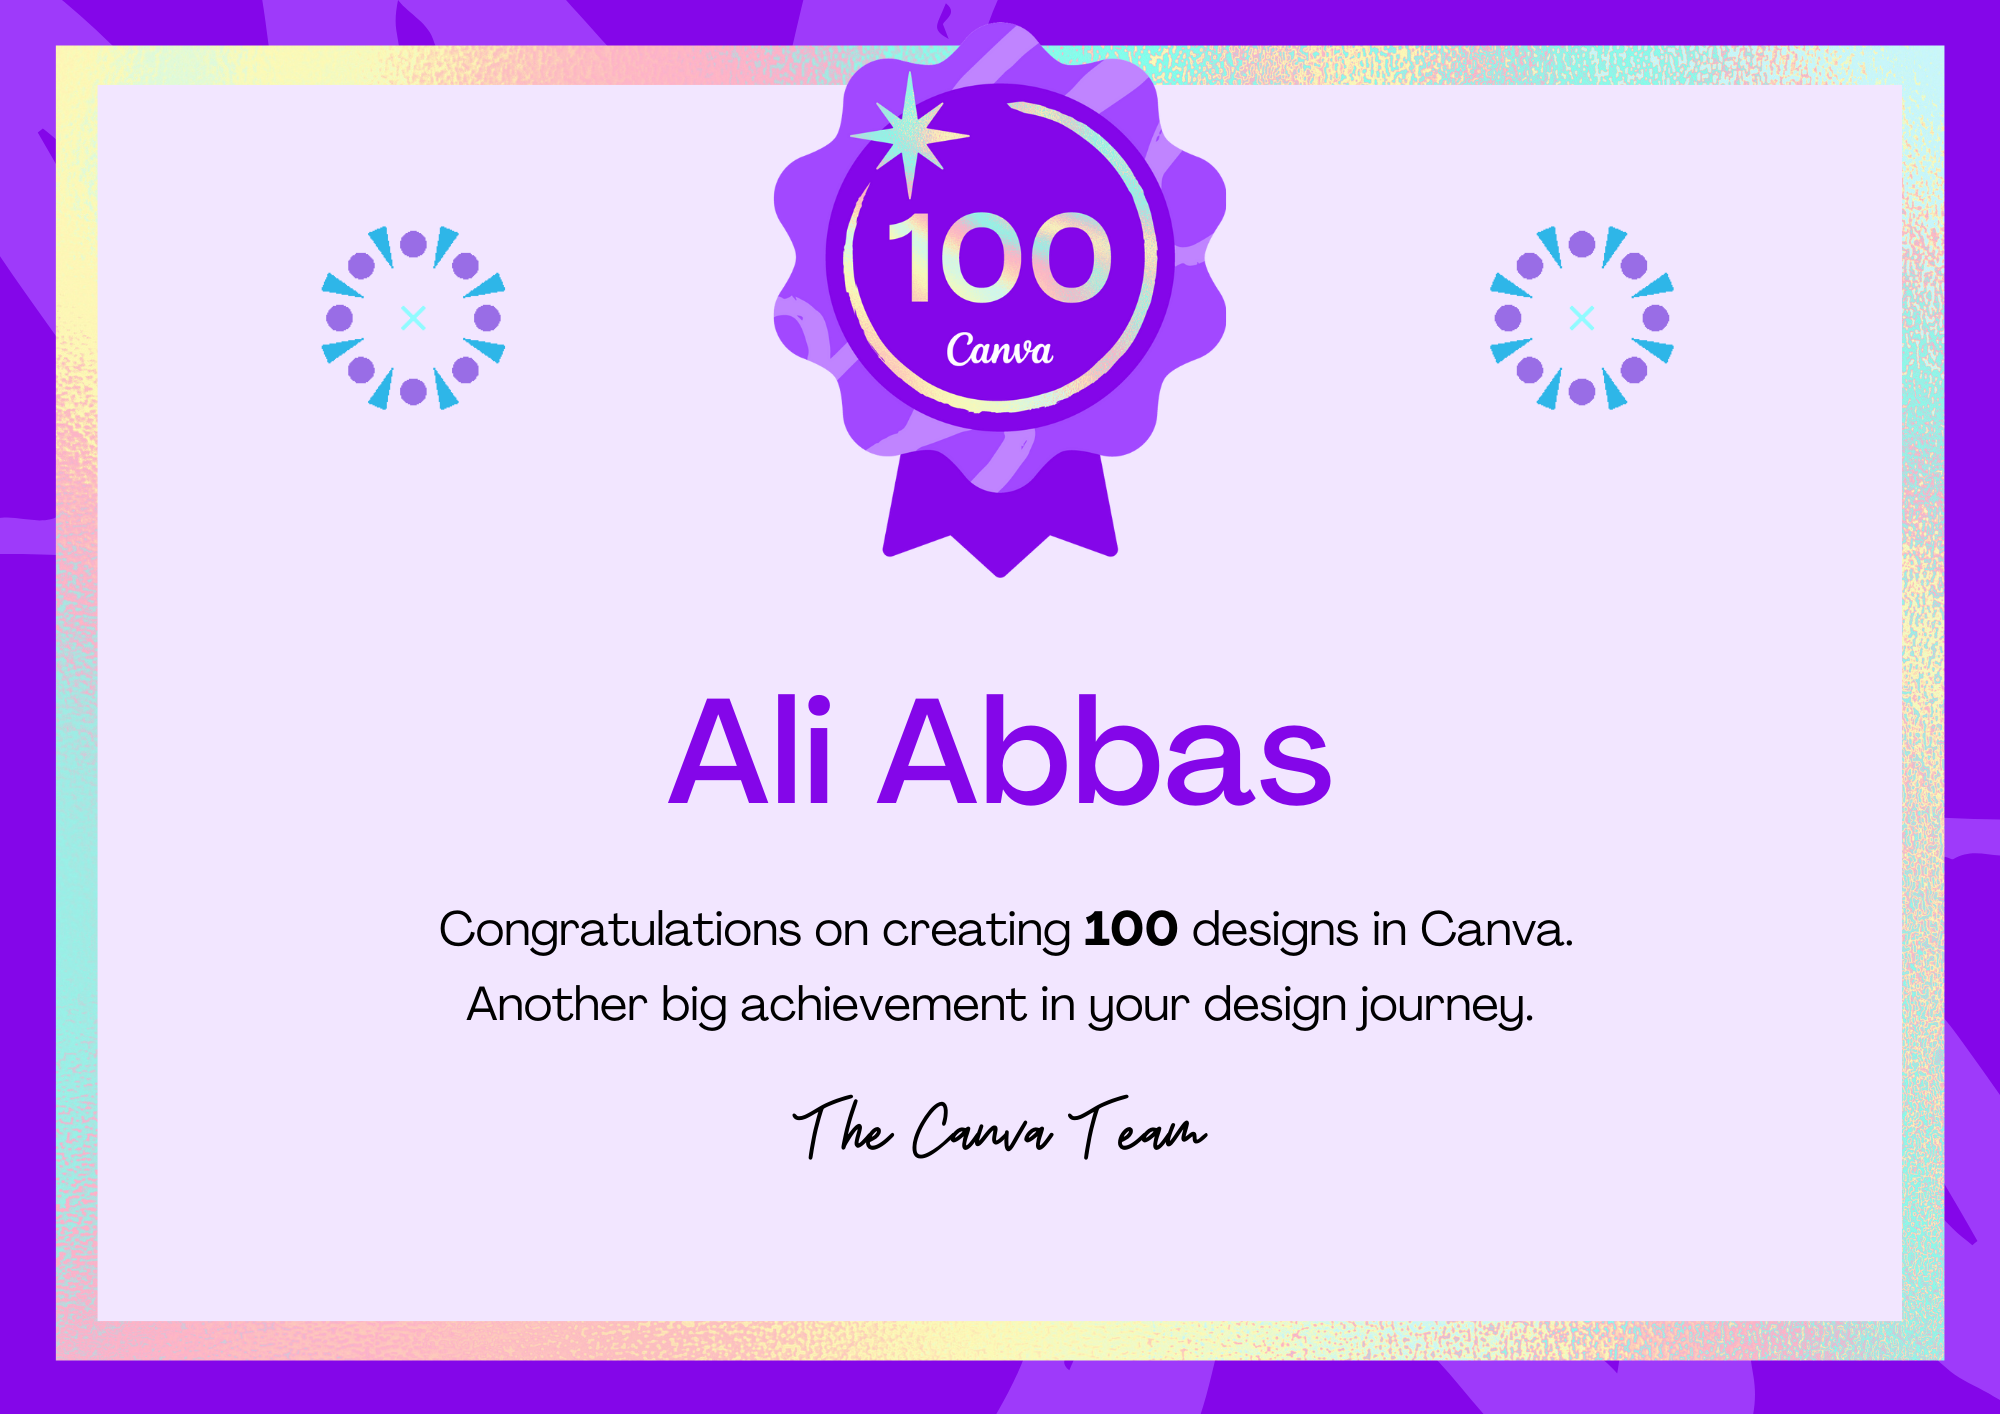 100
Canva
Ali Abbas
Congratulations on creating 100 designs in Canva.
Another big achievement in your design journey.
The Canva Team